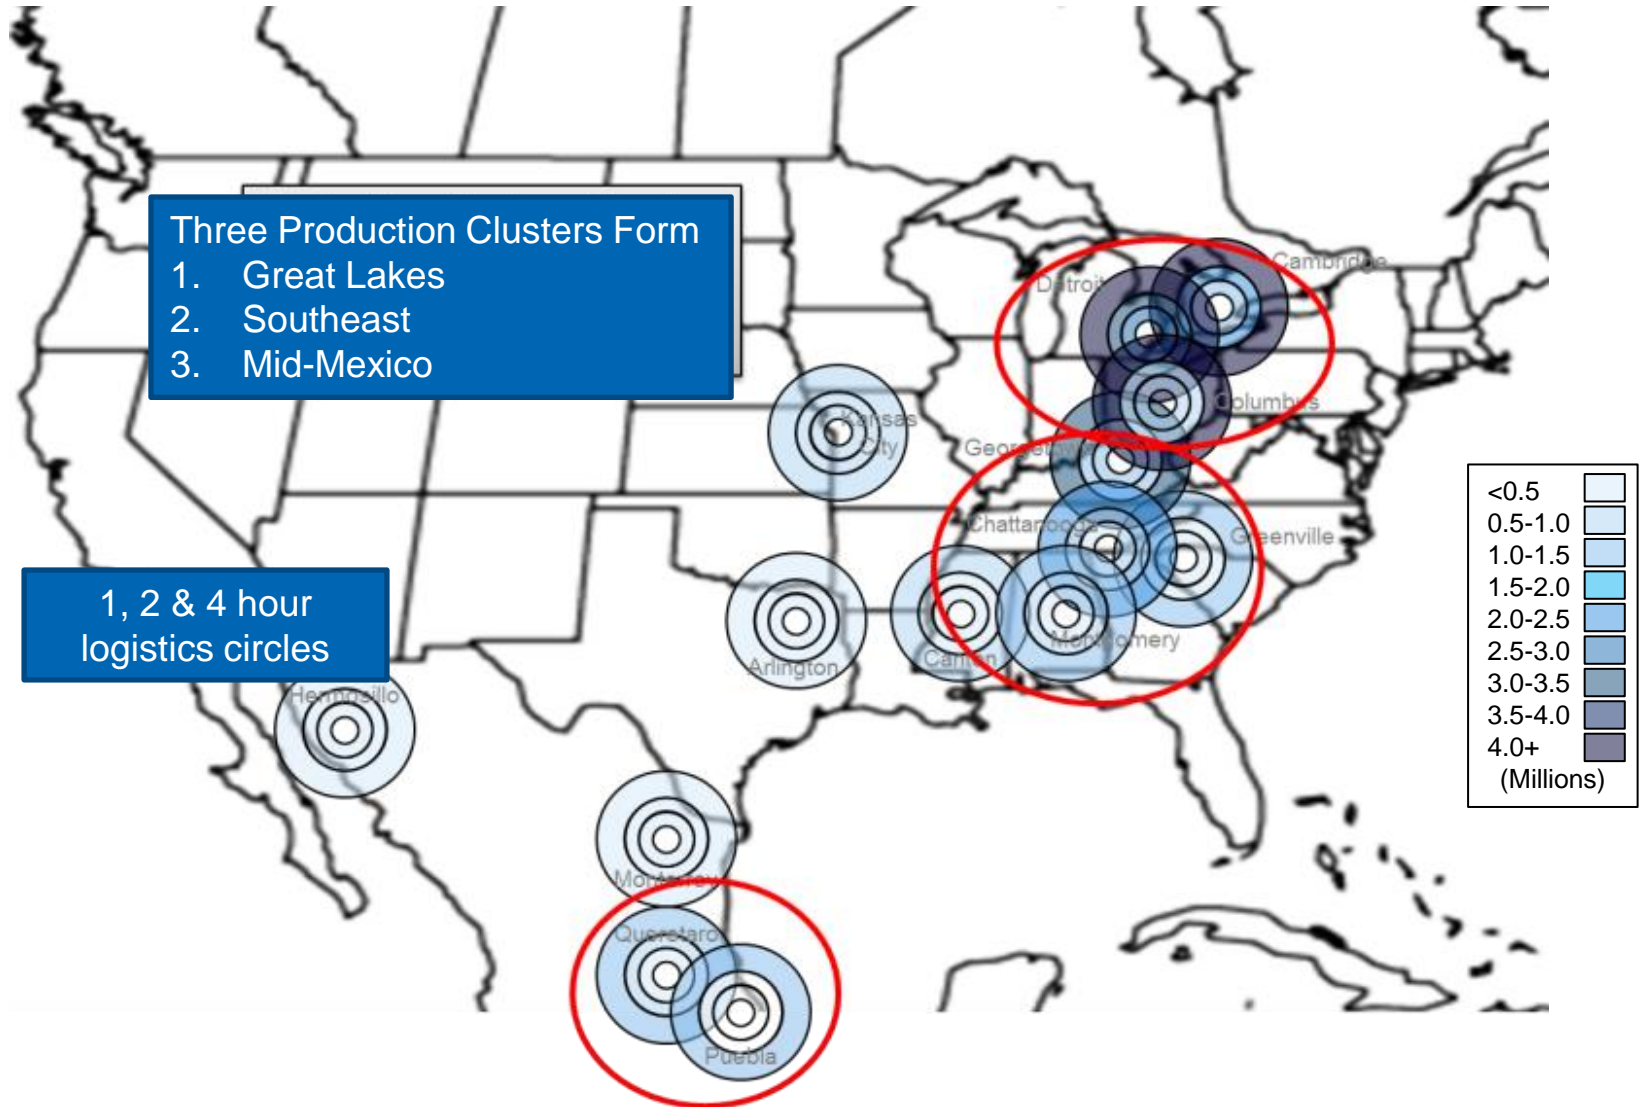 Three Production Clusters Form
1. Great Lakes
2. Southeast
3. Mid-Mexico
Cambridge
Detroit
Columbus
Kansas
City
Georgetown
Chattanooga
Greenville
<0.5
0.5-1.0
1.0-1.5
1.5-2.0
2.0-2.5
2.5-3.0
3.0-3.5
3.5-4.0
4.0+
(Millions)
1, 2 & 4 hour
logistics circles
Montgomery
Canton
Arlington
Hermosillo
Monterrey
Queretaro
Puebla